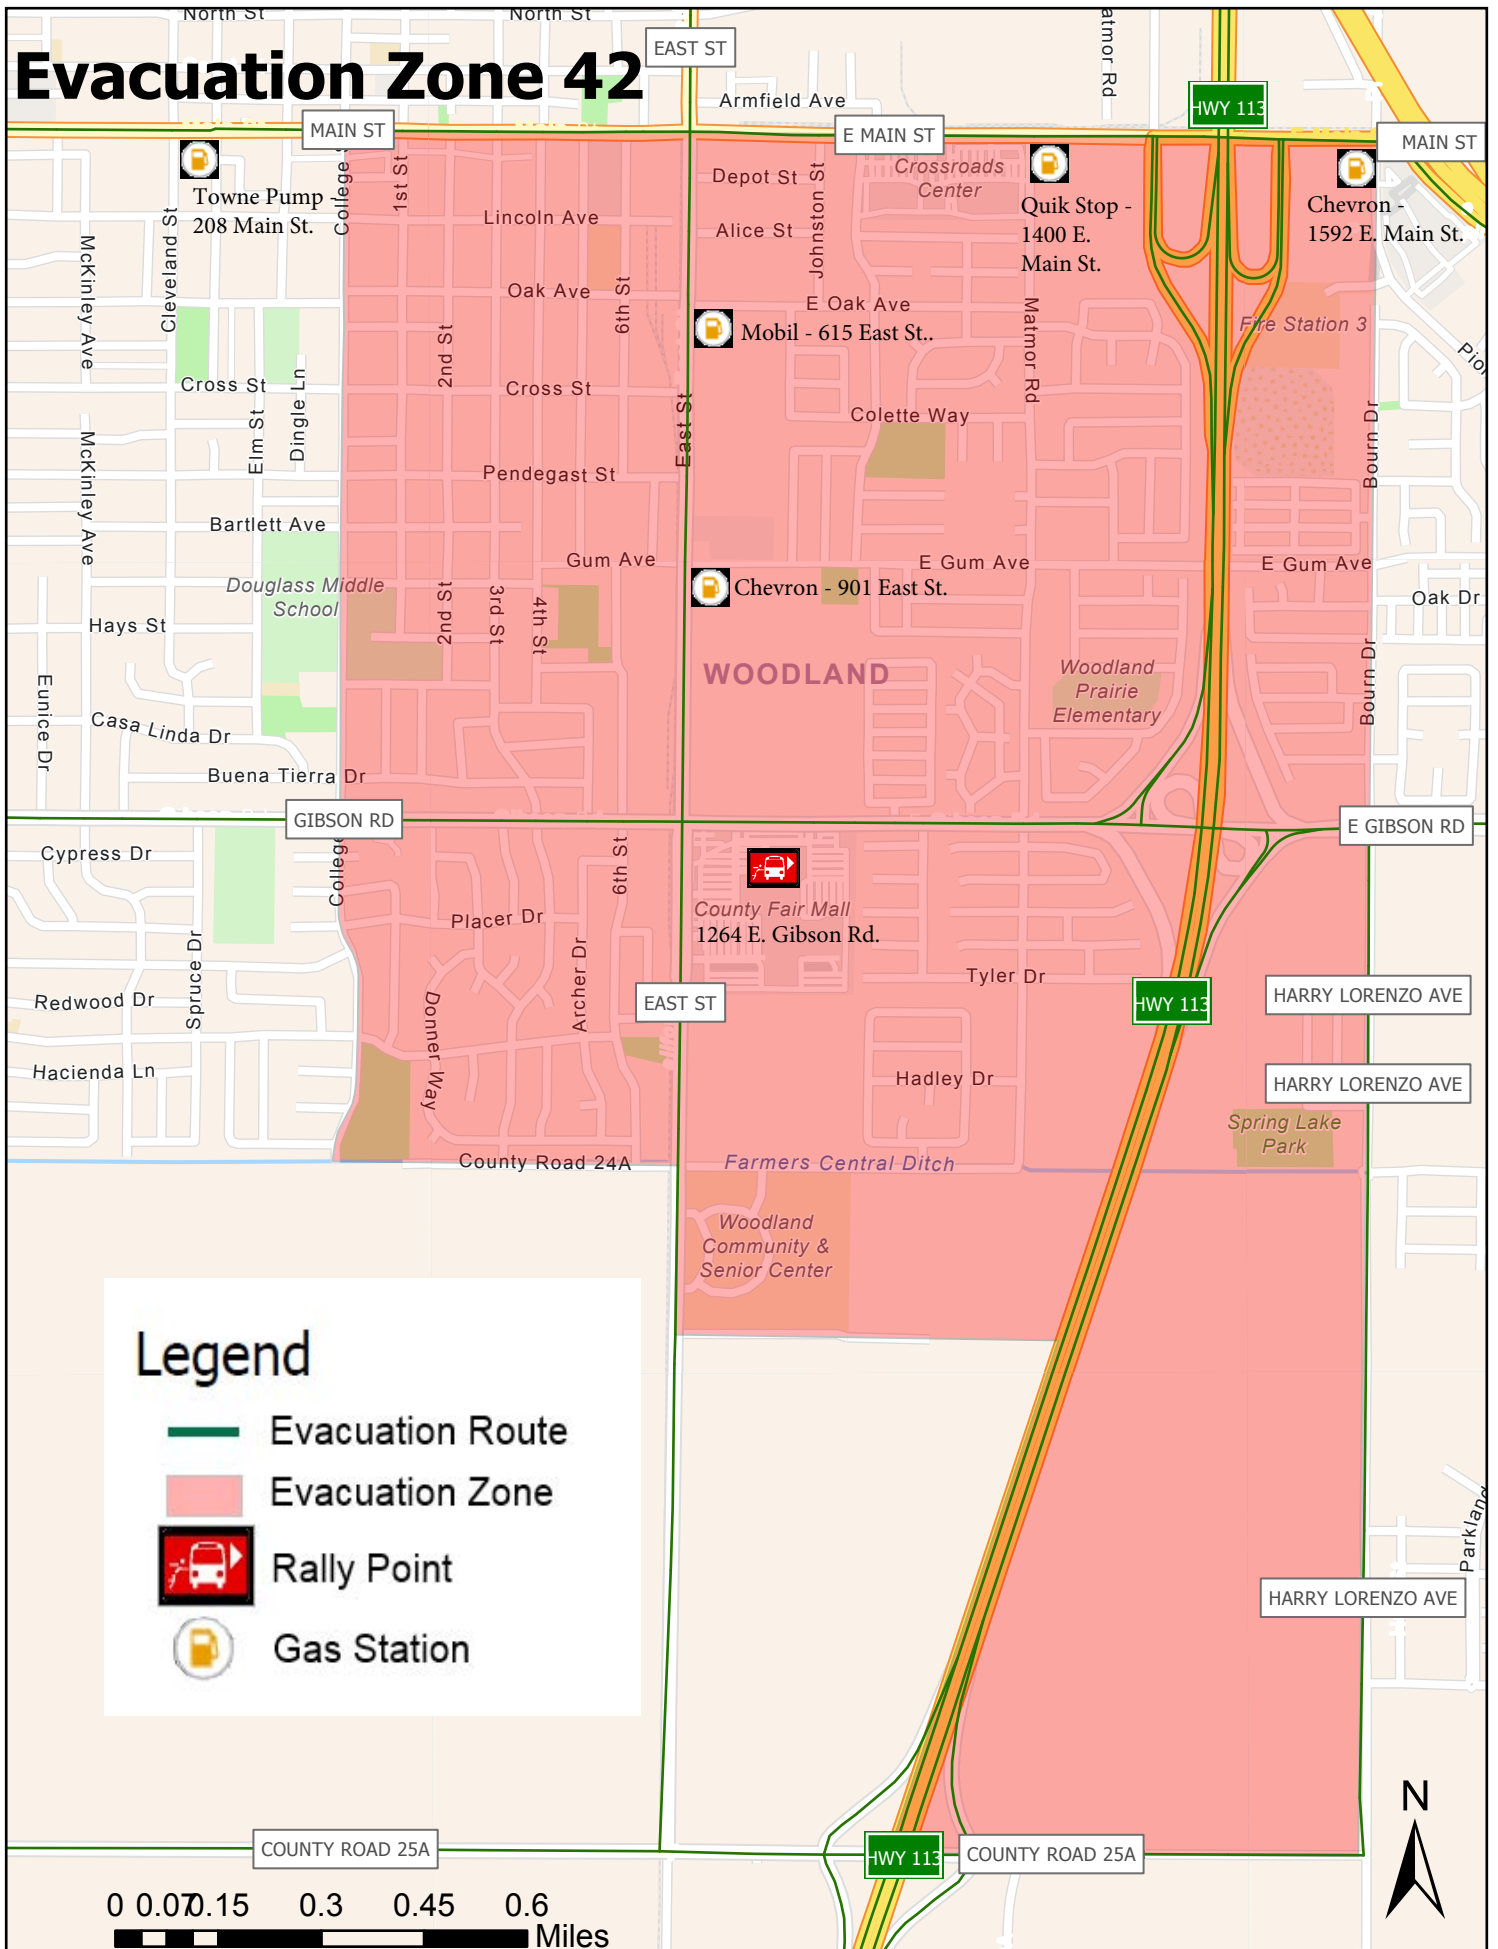 North St
North St
EAST ST
Evacuation Zone 42
Armfield Ave
HWY 113
MAIN ST
E MAIN ST
MAIN ST
Towne Pump -
208 Main St.
College
1st St
Depot St
Johnston St
Crossroads
Center
Quik Stop -
1400 E.
Main St.
Chevron -
1592 E. Main St.
Lincoln Ave
Alice St
McKinley Ave
Cleveland St
Oak Ave
6th St
E Oak Ave
Matmor Rd
Fire Station 3
Mobil - 615 East St..
2nd St
Cross St
Cross St
Dingle Ln
Elm St
East St
Colette Way
Bourn Dr
McKinley Ave
Pendegast St
Bartlett Ave
Gum Ave
E Gum Ave
E Gum Ave
Douglass Middle
School
2nd St
3rd St
4th St
Chevron - 901 East St.
Oak Dr
Hays St
WOODLAND
Woodland
Prairie
Elementary
Bourn Dr
Eunice Dr
Casa Linda Dr
Buena Tierra Dr
GIBSON RD
E GIBSON RD
Cypress Dr
College
6th St
County Fair Mall
1264 E. Gibson Rd.
Placer Dr
Spruce Dr
Archer Dr
Tyler Dr
Redwood Dr
Donner Way
EAST ST
HWY 113
HARRY LORENZO AVE
Hacienda Ln
Hadley Dr
HARRY LORENZO AVE
Spring Lake
Park
County Road 24A
Farmers Central Ditch
Woodland
Community &
Senior Center
Legend
Evacuation Route
Evacuation Zone
Rally Point
Gas Station
Parkland
HARRY LORENZO AVE
N
COUNTY ROAD 25A
HWY 113
COUNTY ROAD 25A
0 0.07 0.15 0.3 0.45 0.6
Miles